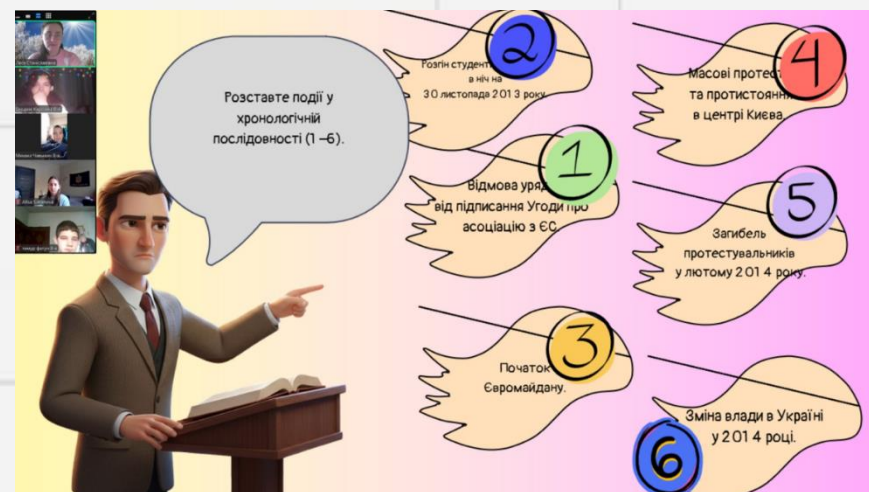 Розставте події у
хронологічній
послідовності (1 –6).
2
Розгін студент
в ніч на
30 листопада 2013 року.
1
Відмова уряд
від підписання Угоди про
асоціацію з ЄС.
3
Початок
Євромайдану.
4
Масові протес
та протистояння
в центрі Києва.
5
Загибель
протестувальників
у лютому 2014 року.
6
Зміна влади в Україні
у 2014 році.